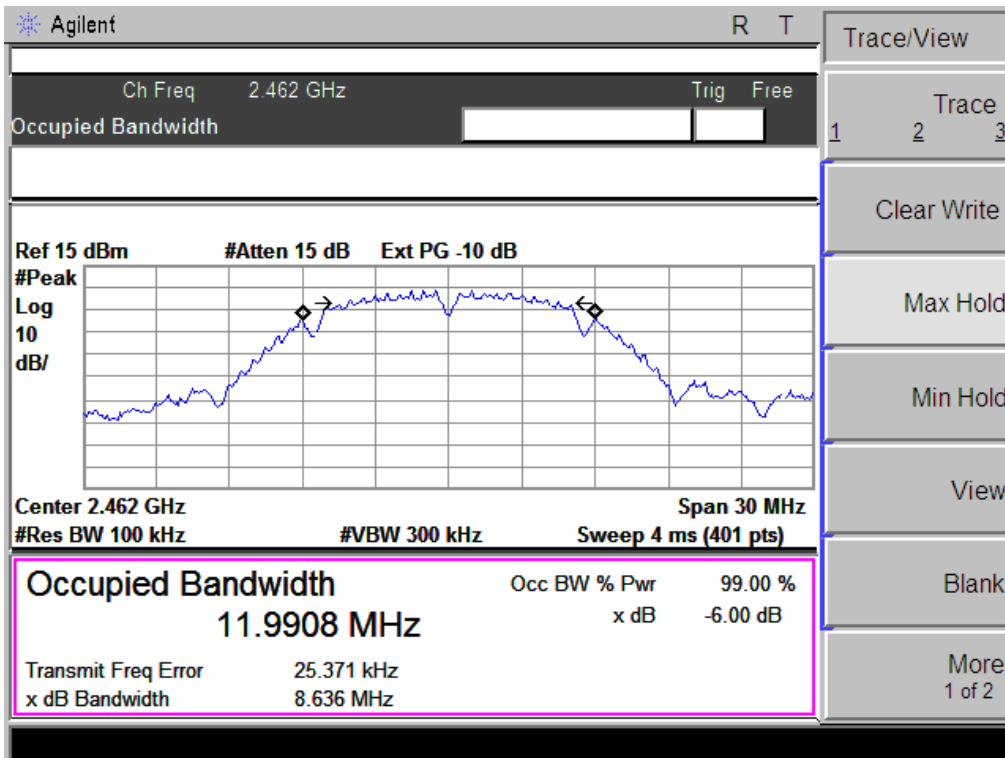 Agilent R T
Trace/View
Ch Freq 2.462 GHz Trig Free
Occupied Bandwidth
Trace
1 2 3
Clear Write
Max Hold
Min Hold
View
Blank
More
1 of 2
Ref 15 dBm #Atten 15 dB Ext PG -10 dB
#Peak
Log
10
dB/
Center 2.462 GHz Span 30 MHz
#Res BW 100 kHz #VBW 300 kHz Sweep 4 ms (401 pts)
Occupied Bandwidth
11.9908 MHz
Occ BW % Pwr 99.00 %
x dB -6.00 dB
Transmit Freq Error 25.371 kHz
x dB Bandwidth 8.636 MHz